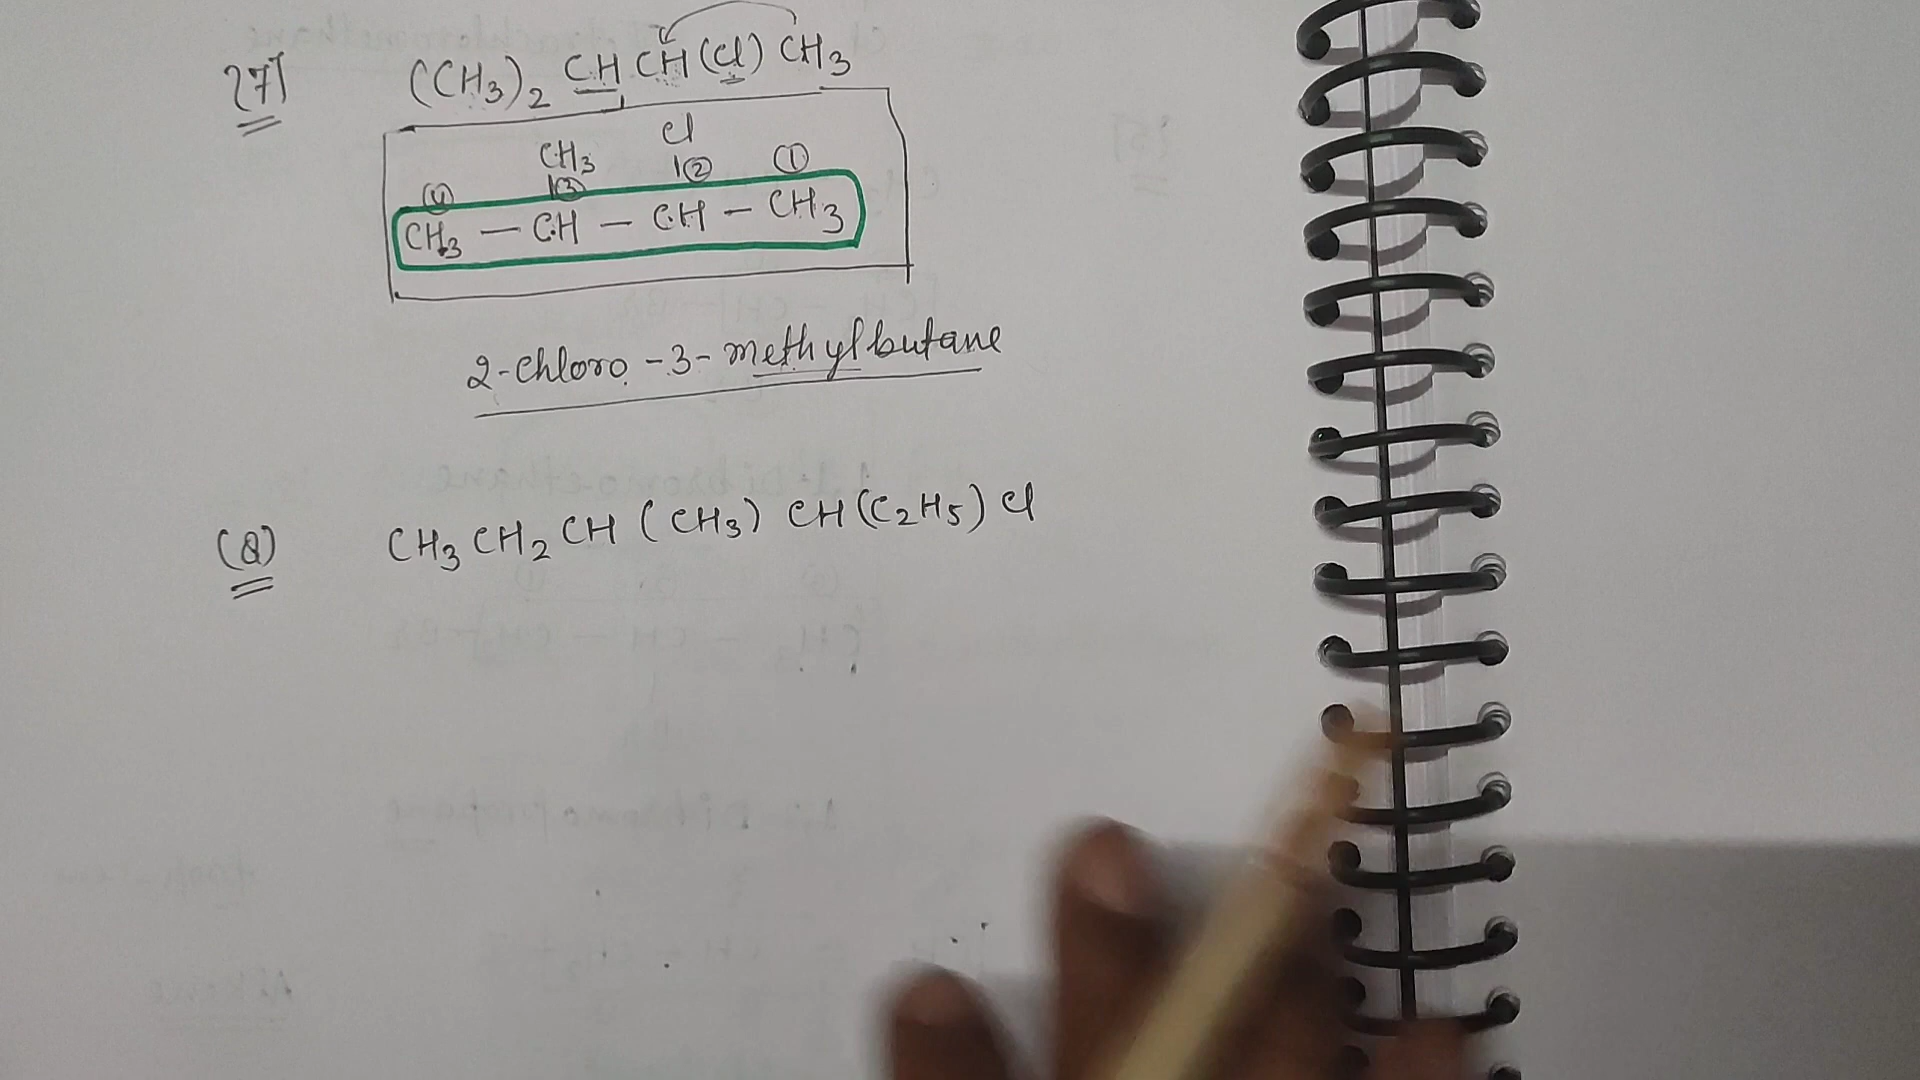 (7) (CH3)2 CH CH (Cl) CH3
CH3 Cl
(4) (3) (2) (1)
CH3 — CH — CH — CH3
2-chloro-3-methylbutane
(8) CH3 CH2 CH (CH3) CH (C2H5) Cl